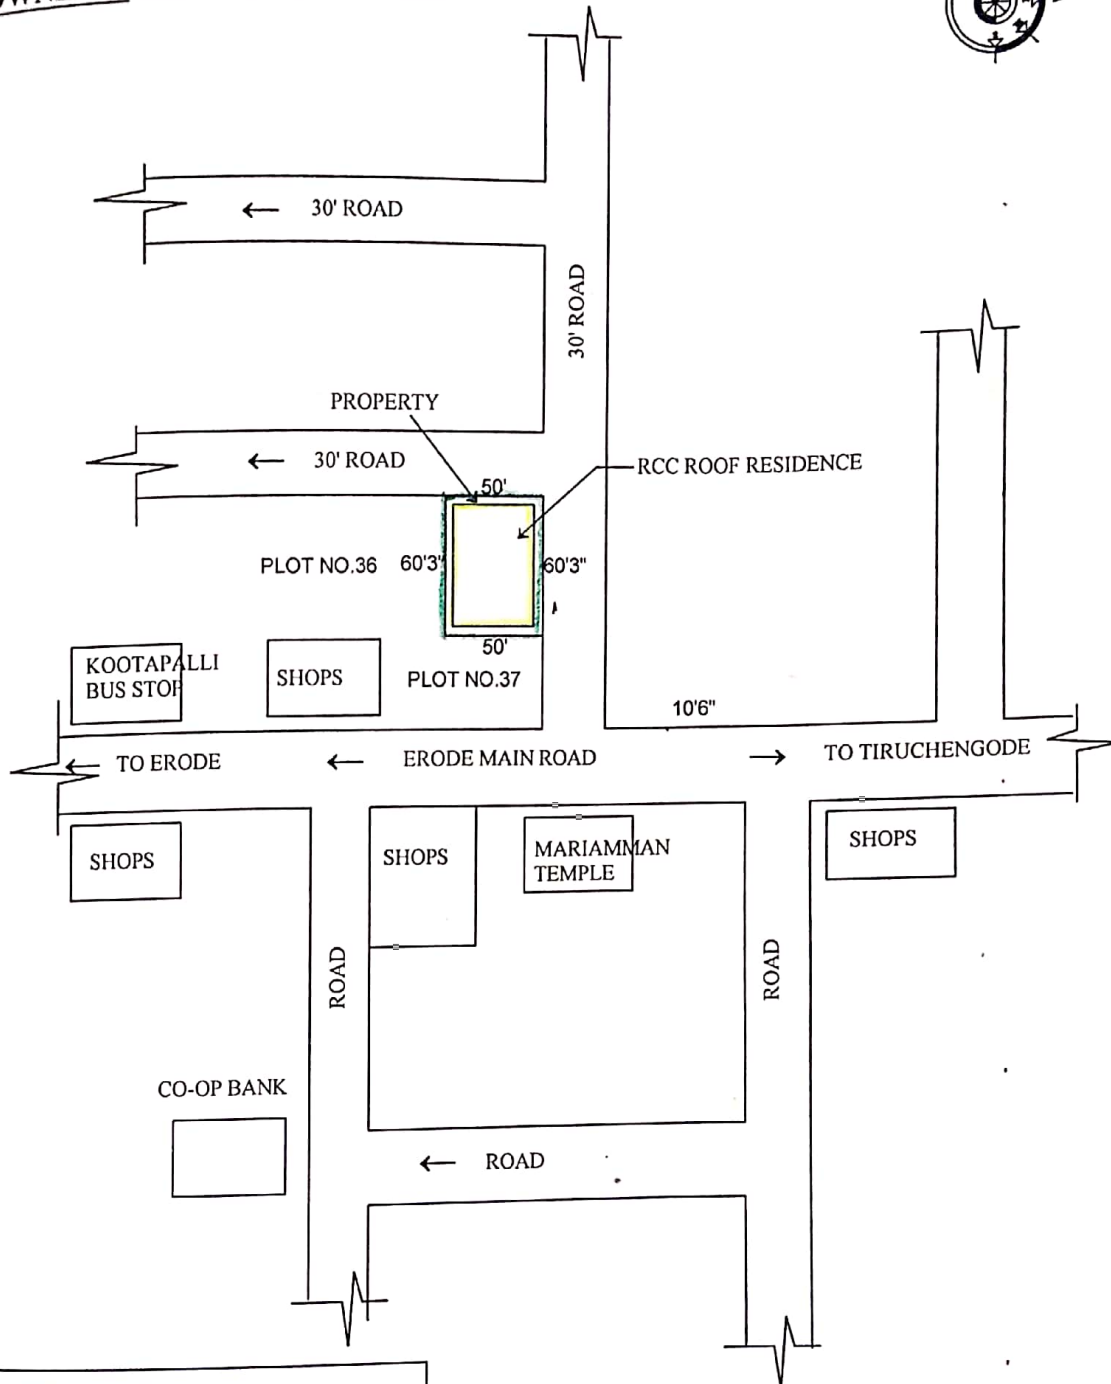 30' ROAD
30' ROAD
PROPERTY
30' ROAD
RCC ROOF RESIDENCE
50'
PLOT NO.36
60'3"
60'3"
50'
KOOTAPALLI
BUS STOP
SHOPS
PLOT NO.37
10'6"
TO ERODE
ERODE MAIN ROAD
TO TIRUCHENGODE
SHOPS
SHOPS
MARIAMMAN
TEMPLE
SHOPS
ROAD
ROAD
CO-OP BANK
ROAD